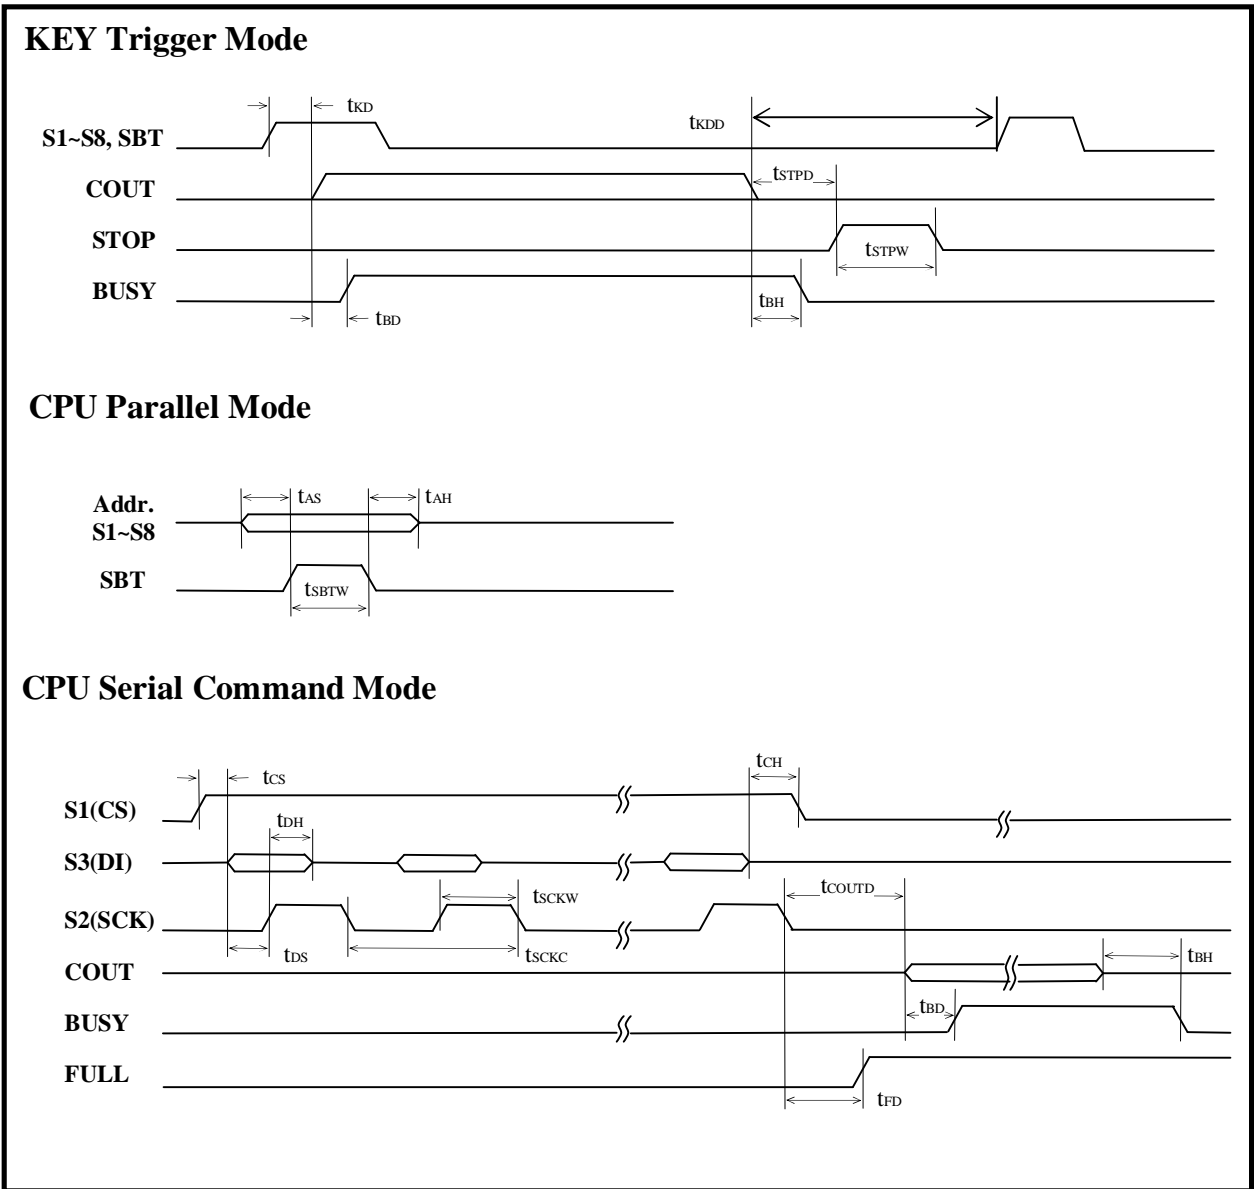 KEY Trigger Mode
tKD
tKDD
S1~S8, SBT
tSTPD
COUT
STOP
tSTPW
BUSY
tBH
tBD
CPU Parallel Mode
tAS
tAH
Addr.
S1~S8
SBT
tSBTW
CPU Serial Command Mode
tCH
tCS
S1(CS)
tDH
S3(DI)
tSCKW
tCOUTD
S2(SCK)
tDS
tSCKC
tBH
COUT
tBD
BUSY
FULL
tFD